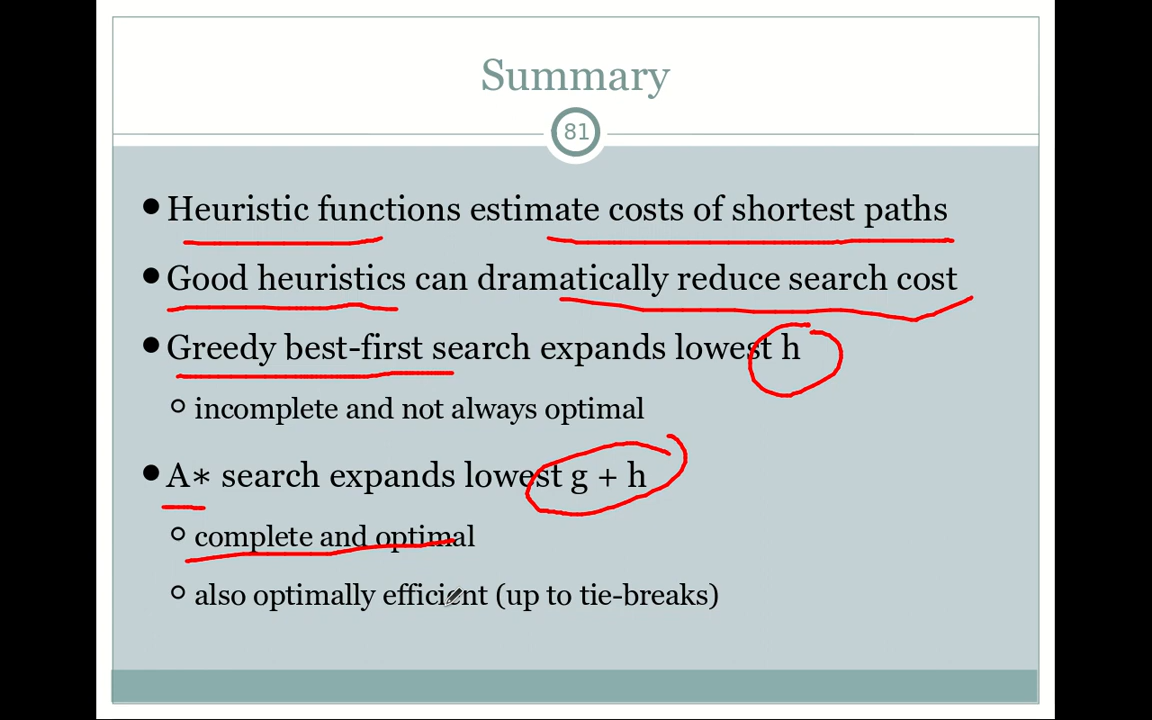 Summary
81
Heuristic functions estimate costs of shortest paths
Good heuristics can dramatically reduce search cost
Greedy best-first search expands lowest h
incomplete and not always optimal
A∗ search expands lowest g + h
complete and optimal
also optimally efficient (up to tie-breaks)